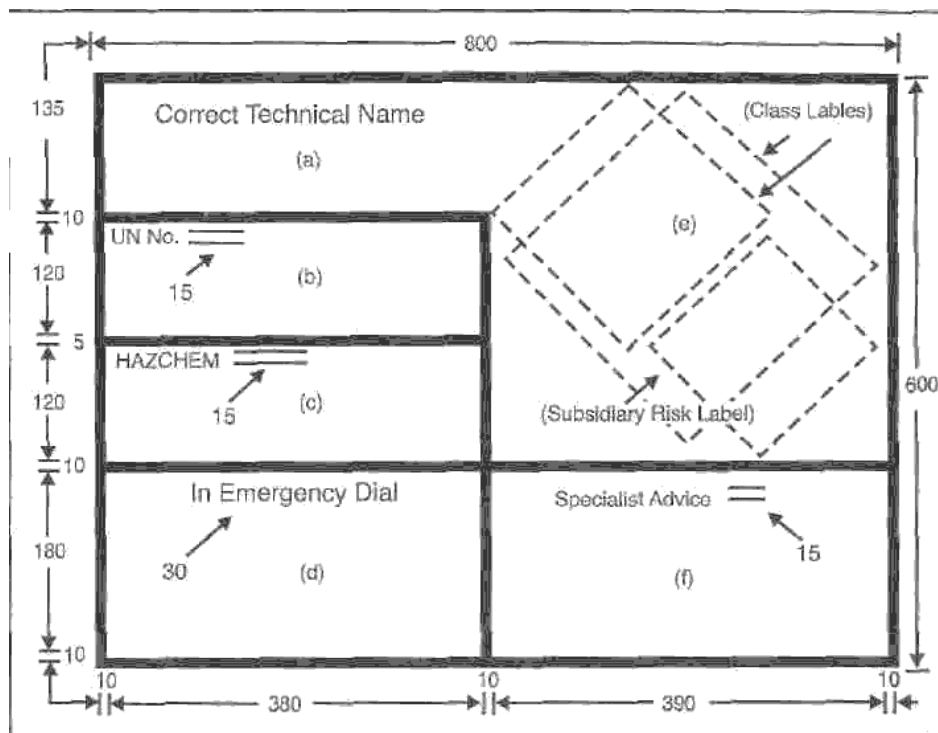 800
135
Correct Technical Name
(Class Lables)
(a)
10
UN No.
(e)
120
15
(b)
5
HAZCHEM
600
120
15
(c)
(Subsidiary Risk Label)
10
In Emergency Dial
Specialist Advice
180
30
(d)
15
(f)
10
10
10
10
380
390